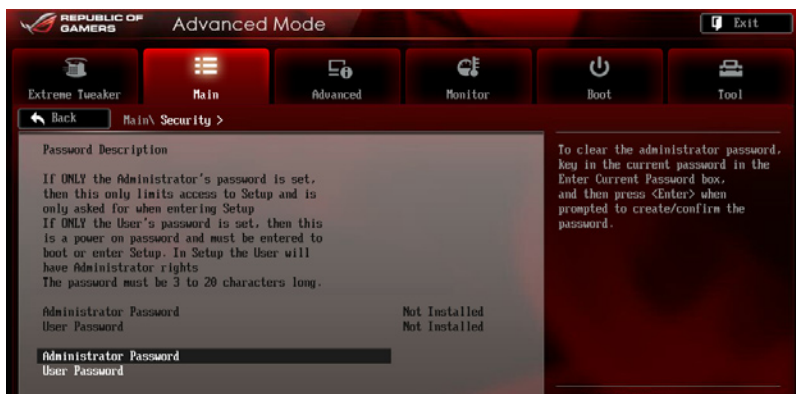 REPUBLIC OF
GAMERS
Advanced Mode
Exit
Extreme Tweaker
Main
Advanced
Monitor
Boot
Tool
Back
Main\ Security >
Password Description
If ONLY the Administrator's password is set,
then this only limits access to Setup and is
only asked for when entering Setup
If ONLY the User's password is set, then this
is a power on password and must be entered to
boot or enter Setup. In Setup the User will
have Administrator rights
The password must be 3 to 20 characters long.
Administrator Password Not Installed
User Password Not Installed
Administrator Password
User Password
To clear the administrator password,
key in the current password in the
Enter Current Password box,
and then press <Enter> when
prompted to create/confirm the
password.